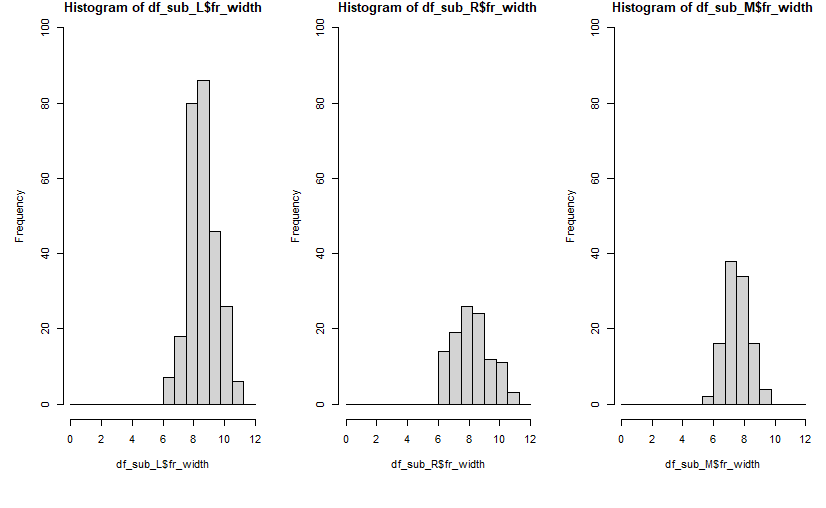 Histogram of df_sub_L$fr_width
Frequency
0 20 40 60 80 100
0 2 4 6 8 10 12
df_sub_L$fr_width
Histogram of df_sub_R$fr_width
Frequency
0 20 40 60 80 100
0 2 4 6 8 10 12
df_sub_R$fr_width
Histogram of df_sub_M$fr_width
Frequency
0 20 40 60 80 100
0 2 4 6 8 10 12
df_sub_M$fr_width